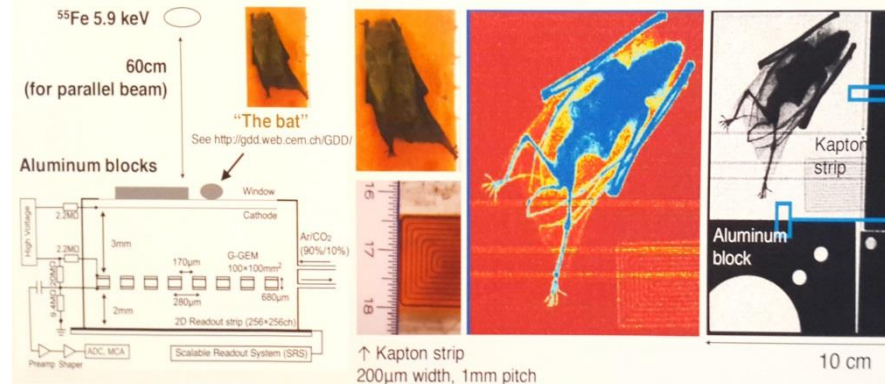 ⁵⁵Fe 5.9 keV
60cm
(for parallel beam)
"The bat"
See http://gdd.web.cern.ch/GDD/
Aluminum blocks
Window
Cathode
High Voltage
2.2MΩ
2.2MΩ
20MΩ
9.4MΩ
3mm
170μm
G-GEM
100×100mm²
280μm
680μm
2mm
Ar/CO₂
(90%/10%)
2D Readout strip (256×256ch)
Preamp
Shaper
ADC, MCA
Scalable Readout System (SRS)
16
17
18
↑ Kapton strip
200μm width, 1mm pitch
Kapton
strip
Aluminum
block
10 cm